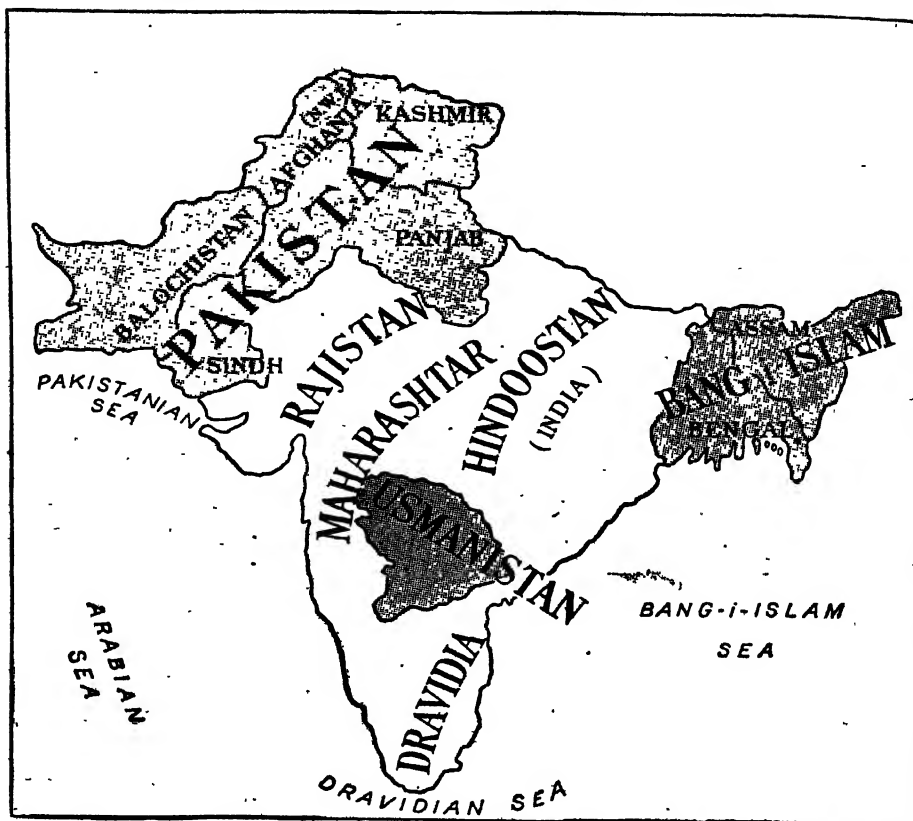 (N.W.F.)
AFGHANIA
KASHMIR
PAKISTAN
PANJAB
BALOCHISTAN
SINDH
PAKISTANIAN
SEA
RAJISTAN
MAHARASHTAR
HINDOOSTAN
(INDIA)
ASSAM
BANG-i-ISLAM
BENGAL
USMANISTAN
BANG-i-ISLAM
SEA
ARABIAN
SEA
DRAVIDIA
DRAVIDIAN SEA